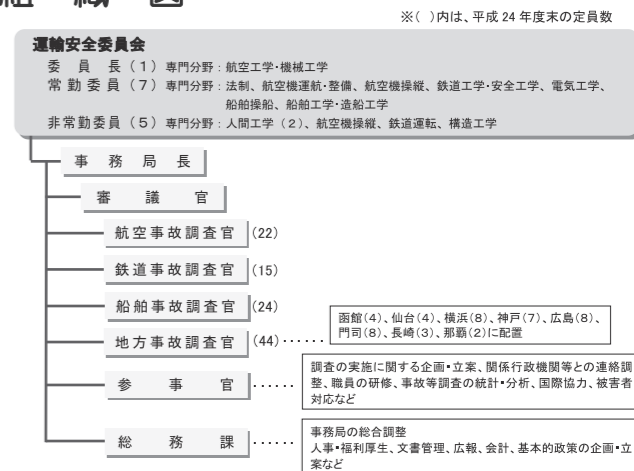 組織図
※( )内は、平成 24 年度末の定員数
運輸安全委員会
委員長(1)専門分野：航空工学・機械工学
常勤委員(7)専門分野：法制、航空機運航・整備、航空機操縦、鉄道工学・安全工学、電気工学、
船舶操船、船舶工学・造船工学
非常勤委員(5)専門分野：人間工学(2)、航空機操縦、鉄道運転、構造工学
事務局長
審議官
航空事故調査官(22)
鉄道事故調査官(15)
船舶事故調査官(24)
地方事故調査官(44)……
函館(4)、仙台(4)、横浜(8)、神戸(7)、広島(8)、
門司(8)、長崎(3)、那覇(2)に配置
参事官……
調査の実施に関する企画・立案、関係行政機関等との連絡調
整、職員の研修、事故等調査の統計・分析、国際協力、被害者
対応など
総務課……
事務局の総合調整
人事・福利厚生、文書管理、広報、会計、基本的政策の企画・立
案など